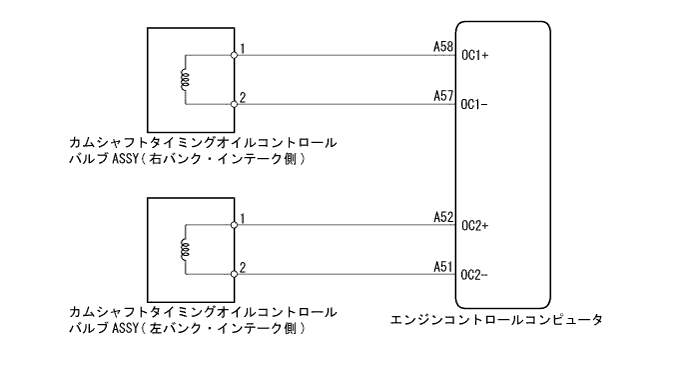 1 A58 OC1+
2 A57 OC1-
カムシャフトタイミングオイルコントロール
バルブ ASSY( 右バンク・インテーク側 )
1 A52 OC2+
2 A51 OC2-
カムシャフトタイミングオイルコントロール
バルブ ASSY( 左バンク・インテーク側 )
エンジンコントロールコンピュータ